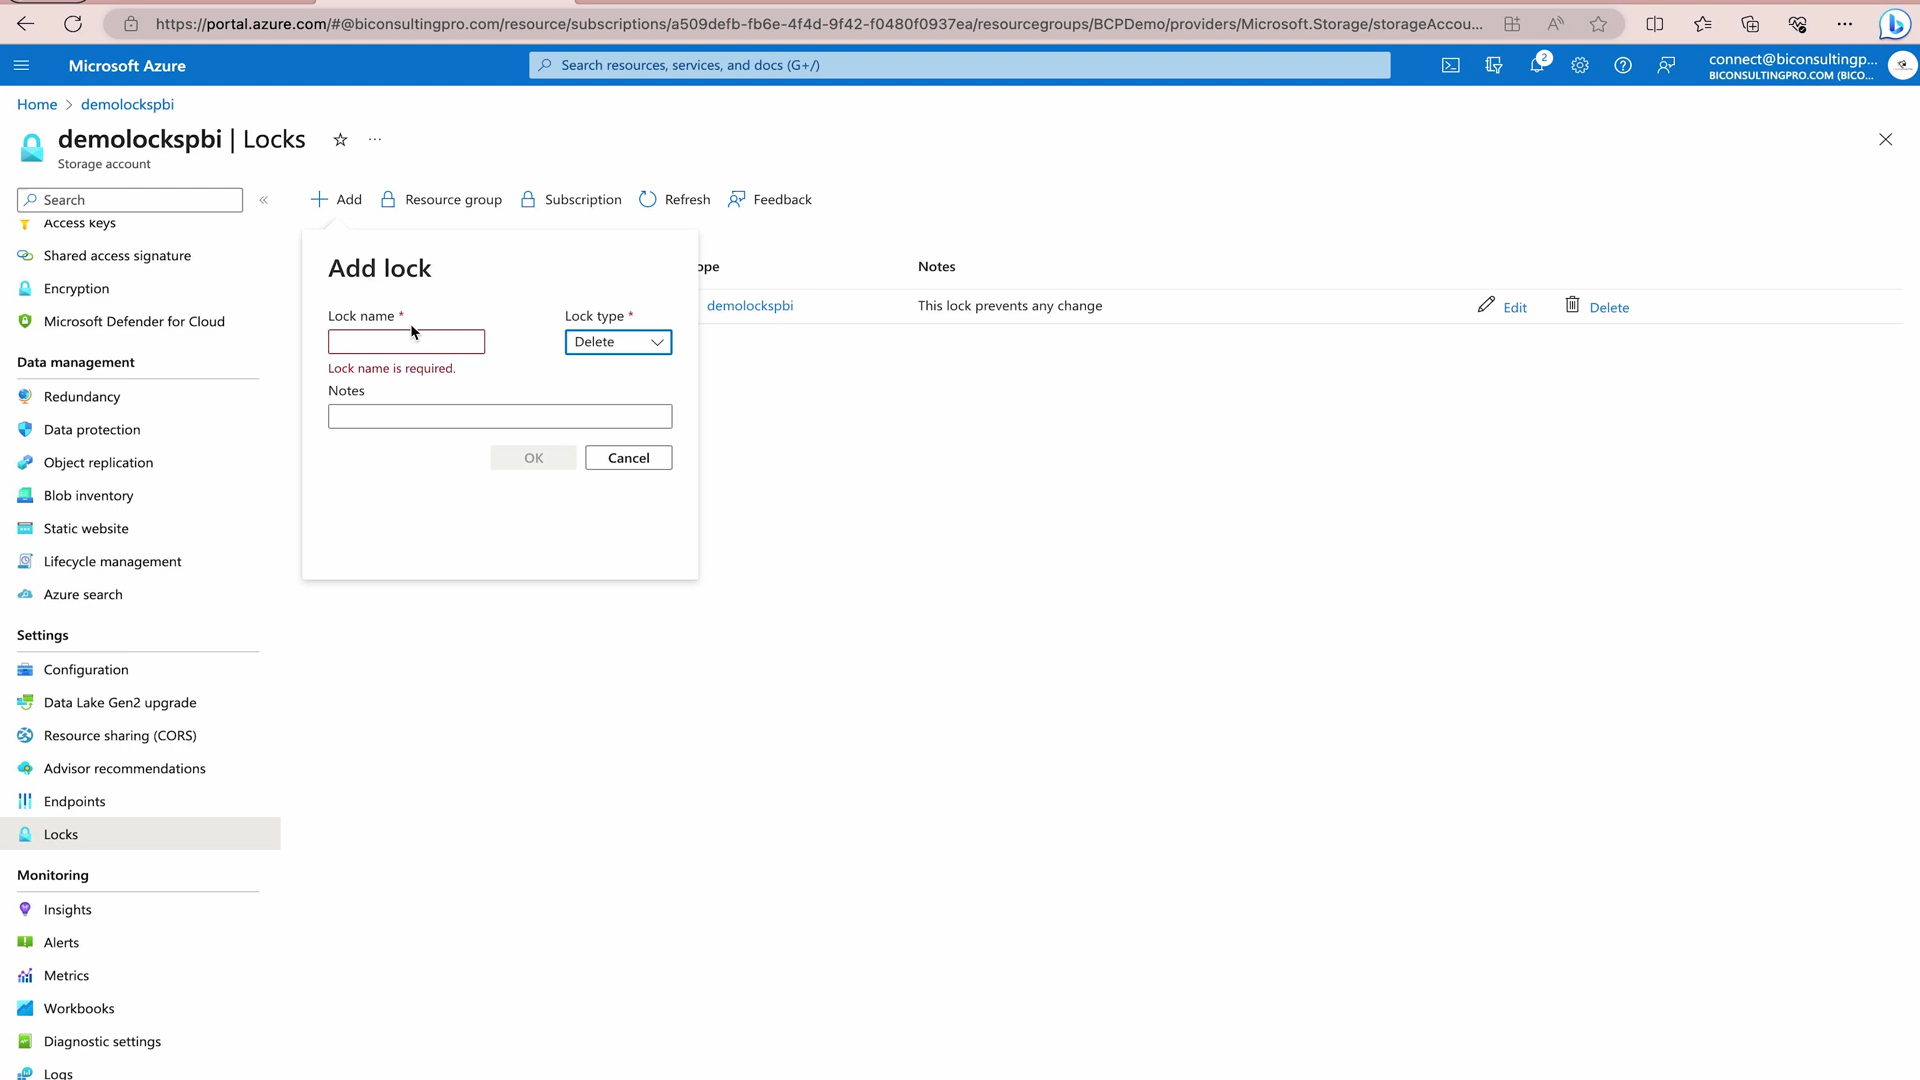 https://portal.azure.com/#@biconsultingpro.com/resource/subscriptions/a509defb-fb6e-4f4d-9f42-f0480f0937ea/resourcegroups/BCPDemo/providers/Microsoft.Storage/storageAccou...
Microsoft Azure
Search resources, services, and docs (G+/)
2
connect@biconsultingp...
BICONSULTINGPRO.COM (BICO...
Home > demolockspbi
demolockspbi | Locks
Storage account
Search
Add
Resource group
Subscription
Refresh
Feedback
Access keys
Shared access signature
Encryption
Microsoft Defender for Cloud
Data management
Redundancy
Data protection
Object replication
Blob inventory
Static website
Lifecycle management
Azure search
Settings
Configuration
Data Lake Gen2 upgrade
Resource sharing (CORS)
Advisor recommendations
Endpoints
Locks
Monitoring
Insights
Alerts
Metrics
Workbooks
Diagnostic settings
Logs
Add lock
Lock name *
Lock type *
Delete
Lock name is required.
Notes
OK
Cancel
ope
Notes
demolockspbi
This lock prevents any change
Edit
Delete